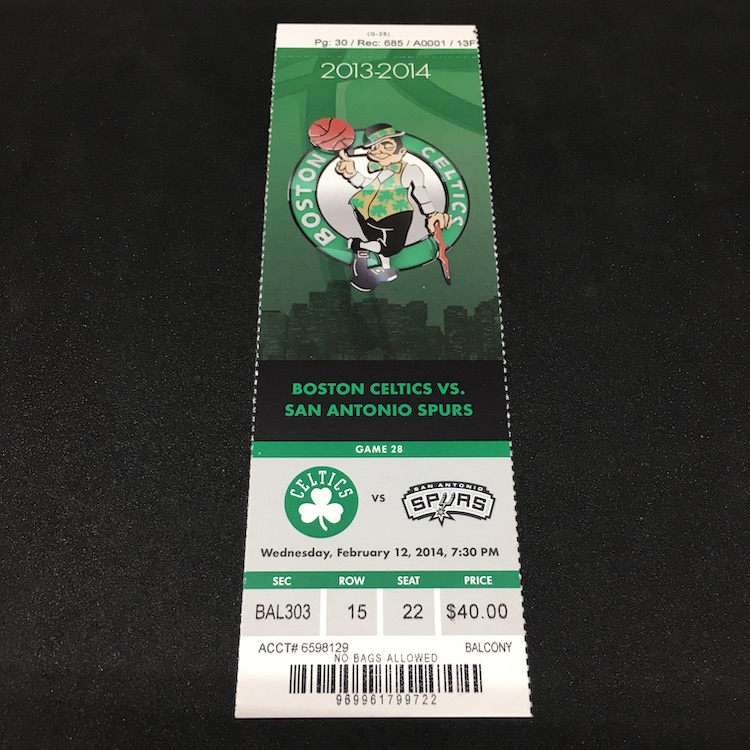 (G-28)
Pg: 30 / Rec: 685 / A0001 / 13F
2013-2014
BOSTON CELTICS
BOSTON CELTICS VS.
SAN ANTONIO SPURS
GAME 28
CELTICS
VS
SAN ANTONIO
SPURS
Wednesday, February 12, 2014, 7:30 PM
SEC ROW SEAT PRICE
BAL303 15 22 $40.00
ACCT# 6598129 BALCONY
NO BAGS ALLOWED
969961799722